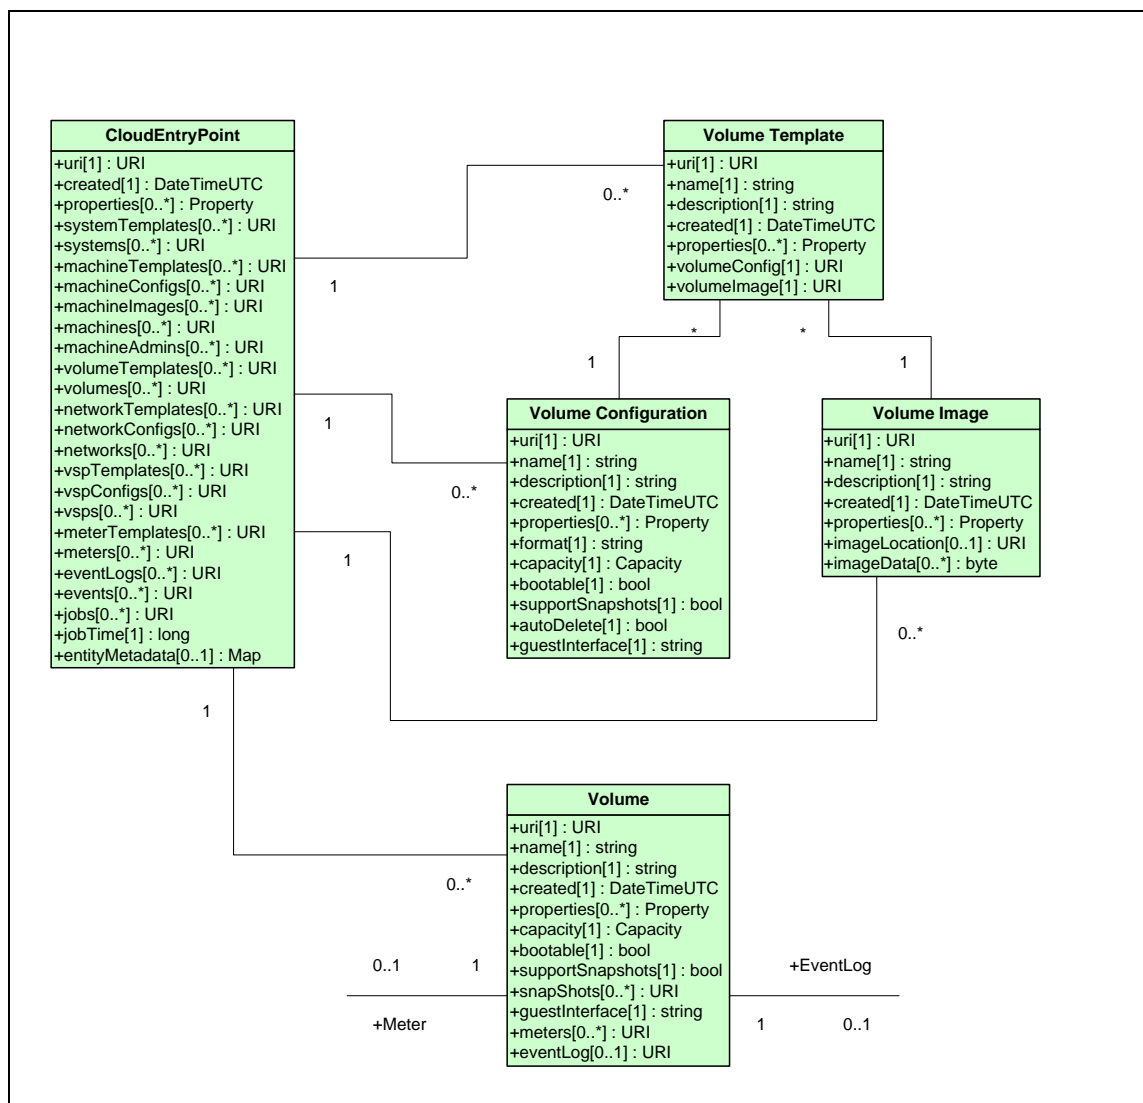 CloudEntryPoint
+uri[1] : URI
+created[1] : DateTimeUTC
+properties[0..*] : Property
+systemTemplates[0..*] : URI
+systems[0..*] : URI
+machineTemplates[0..*] : URI
+machineConfigs[0..*] : URI
+machineImages[0..*] : URI
+machines[0..*] : URI
+machineAdmins[0..*] : URI
+volumeTemplates[0..*] : URI
+volumes[0..*] : URI
+networkTemplates[0..*] : URI
+networkConfigs[0..*] : URI
+networks[0..*] : URI
+vspTemplates[0..*] : URI
+vspConfigs[0..*] : URI
+vsps[0..*] : URI
+meterTemplates[0..*] : URI
+meters[0..*] : URI
+eventLogs[0..*] : URI
+events[0..*] : URI
+jobs[0..*] : URI
+jobTime[1] : long
+entityMetadata[0..1] : Map
Volume Template
+uri[1] : URI
+name[1] : string
+description[1] : string
+created[1] : DateTimeUTC
+properties[0..*] : Property
+volumeConfig[1] : URI
+volumeImage[1] : URI
0..*
1
*
*
1
1
Volume Configuration
+uri[1] : URI
+name[1] : string
+description[1] : string
+created[1] : DateTimeUTC
+properties[0..*] : Property
+format[1] : string
+capacity[1] : Capacity
+bootable[1] : bool
+supportSnapshots[1] : bool
+autoDelete[1] : bool
+guestInterface[1] : string
Volume Image
+uri[1] : URI
+name[1] : string
+description[1] : string
+created[1] : DateTimeUTC
+properties[0..*] : Property
+imageLocation[0..1] : URI
+imageData[0..*] : byte
1
0..*
1
0..*
1
0..*
Volume
+uri[1] : URI
+name[1] : string
+description[1] : string
+created[1] : DateTimeUTC
+properties[0..*] : Property
+capacity[1] : Capacity
+bootable[1] : bool
+supportSnapshots[1] : bool
+snapShots[0..*] : URI
+guestInterface[1] : string
+meters[0..*] : URI
+eventLog[0..1] : URI
0..1
1
+Meter
+EventLog
1
0..1